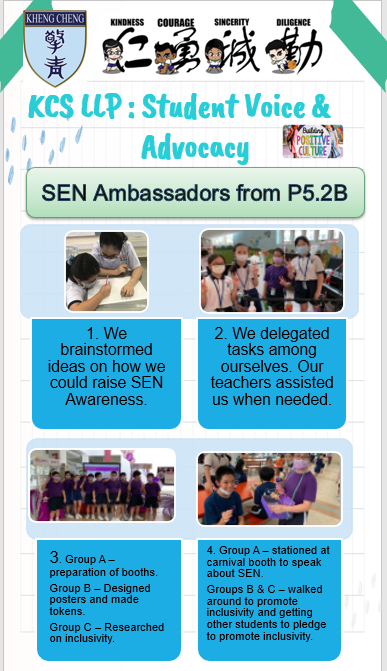 KHENG CHENG
擎青
KINDNESS COURAGE SINCERITY DILIGENCE
仁 勇 诚 勤
KCS LLP : Student Voice &
Advocacy
Building
POSITIVE
CULTURE
SEN Ambassadors from P5.2B
1. We
brainstormed
ideas on how we
could raise SEN
Awareness.
2. We delegated
tasks among
ourselves. Our
teachers assisted
us when needed.
3. Group A –
preparation of booths.
Group B – Designed
posters and made
tokens.
Group C – Researched
on inclusivity.
4. Group A – stationed at
carnival booth to speak
about SEN.
Groups B & C – walked
around to promote
inclusivity and getting
other students to pledge
to promote inclusivity.